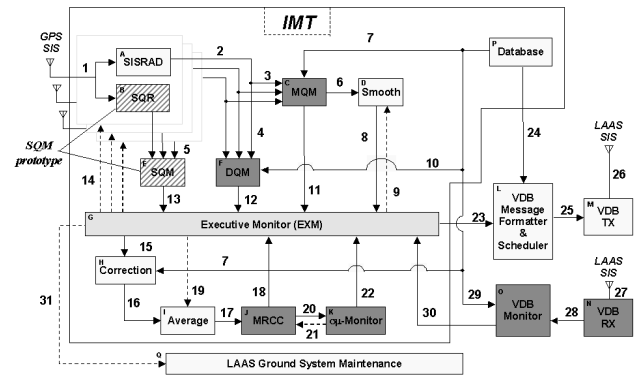 IMT
GPS
SIS
1
2
7
A
SISRAD
P
Database
3
C
MQM
6
D
Smooth
B
SQR
SQM
prototype
5
4
8
24
LAAS
SIS
E
SQM
F
DQM
10
14
13
12
11
9
26
L
VDB
Message
Formatter
&
Scheduler
25
M
VDB
TX
G
Executive Monitor (EXM)
23
15
H
Correction
7
LAAS
SIS
31
16
19
18
22
30
29
27
I
Average
17
J
MRCC
20
21
K
σμ-Monitor
O
VDB
Monitor
28
N
VDB
RX
Q
LAAS Ground System Maintenance